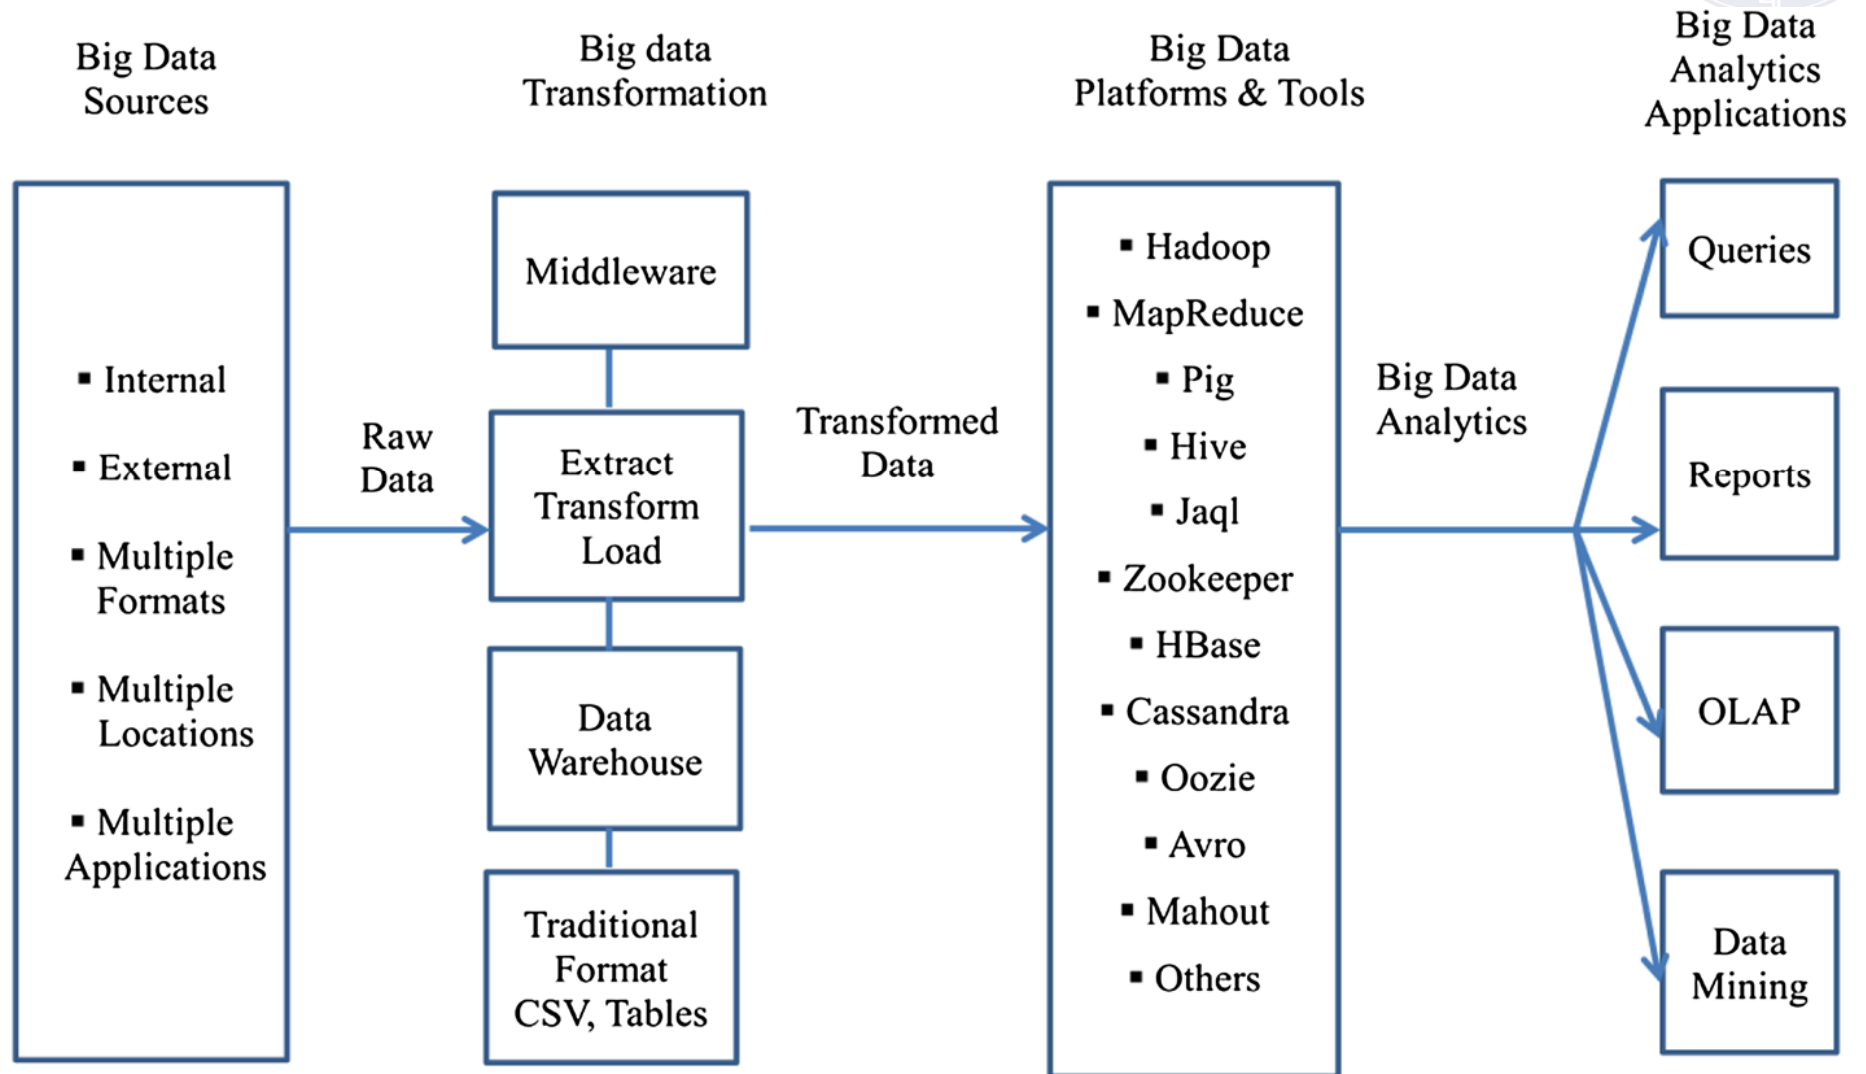 Big Data
Sources
Big data
Transformation
Big Data
Platforms & Tools
Big Data
Analytics
Applications
▪ Internal
▪ External
▪ Multiple
Formats
▪ Multiple
Locations
▪ Multiple
Applications
Raw
Data
Middleware
Extract
Transform
Load
Data
Warehouse
Traditional
Format
CSV, Tables
Transformed
Data
▪ Hadoop
▪ MapReduce
▪ Pig
▪ Hive
▪ Jaql
▪ Zookeeper
▪ HBase
▪ Cassandra
▪ Oozie
▪ Avro
▪ Mahout
▪ Others
Big Data
Analytics
Queries
Reports
OLAP
Data
Mining